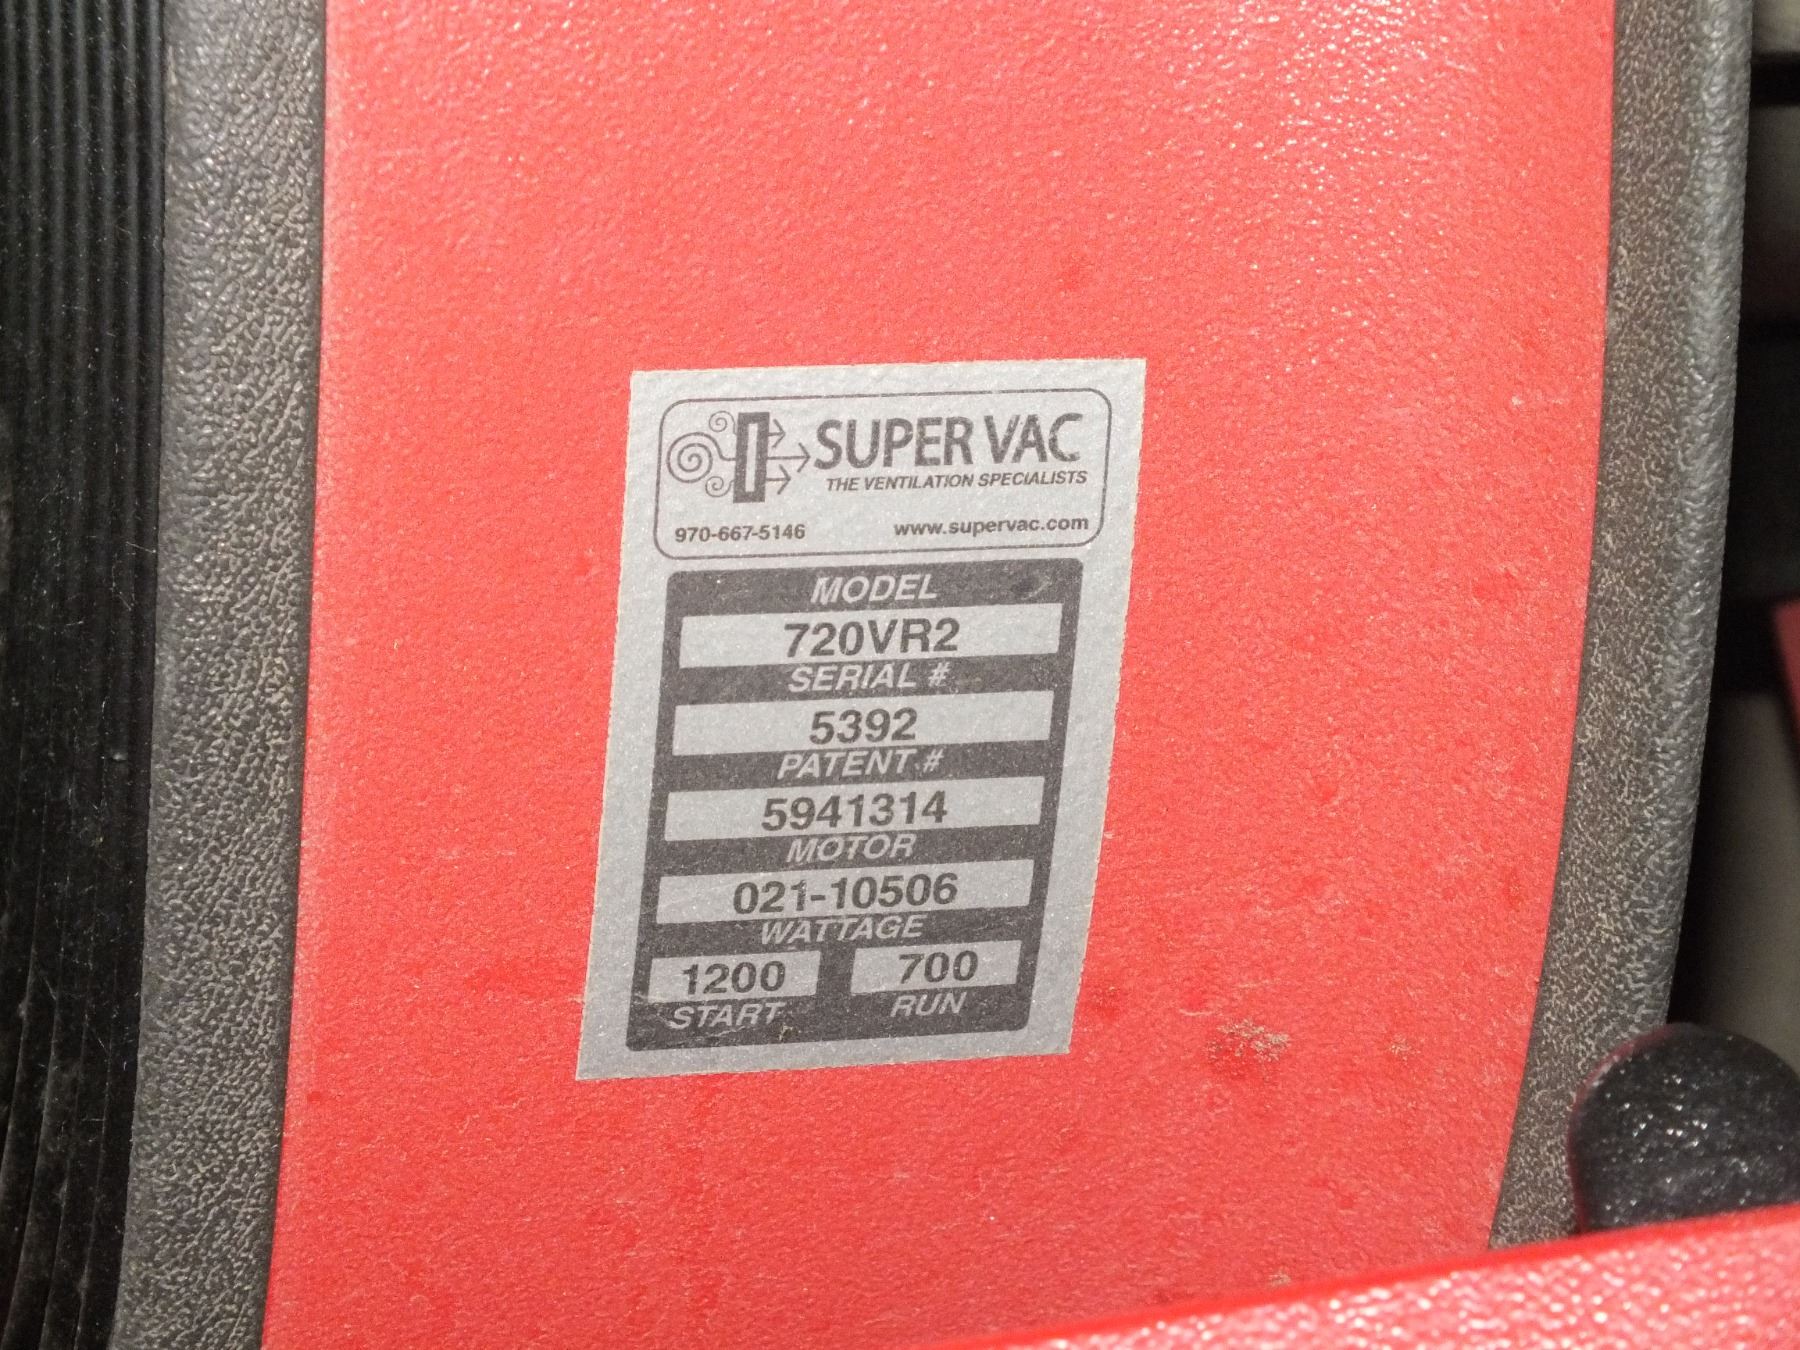 SUPER VAC
THE VENTILATION SPECIALISTS
970-667-5146 www.supervac.com
MODEL
720VR2
SERIAL #
5392
PATENT #
5941314
MOTOR
021-10506
WATTAGE
1200 700
START RUN